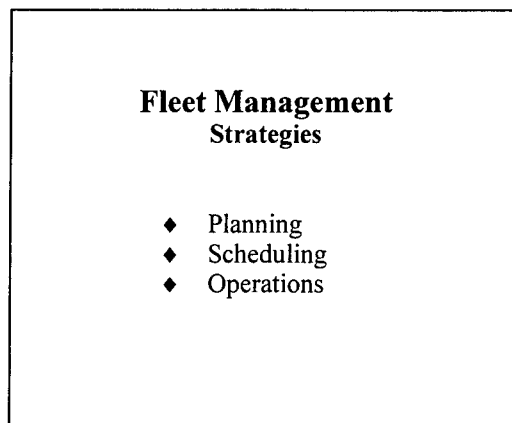 Fleet Management
Strategies
♦ Planning
♦ Scheduling
♦ Operations